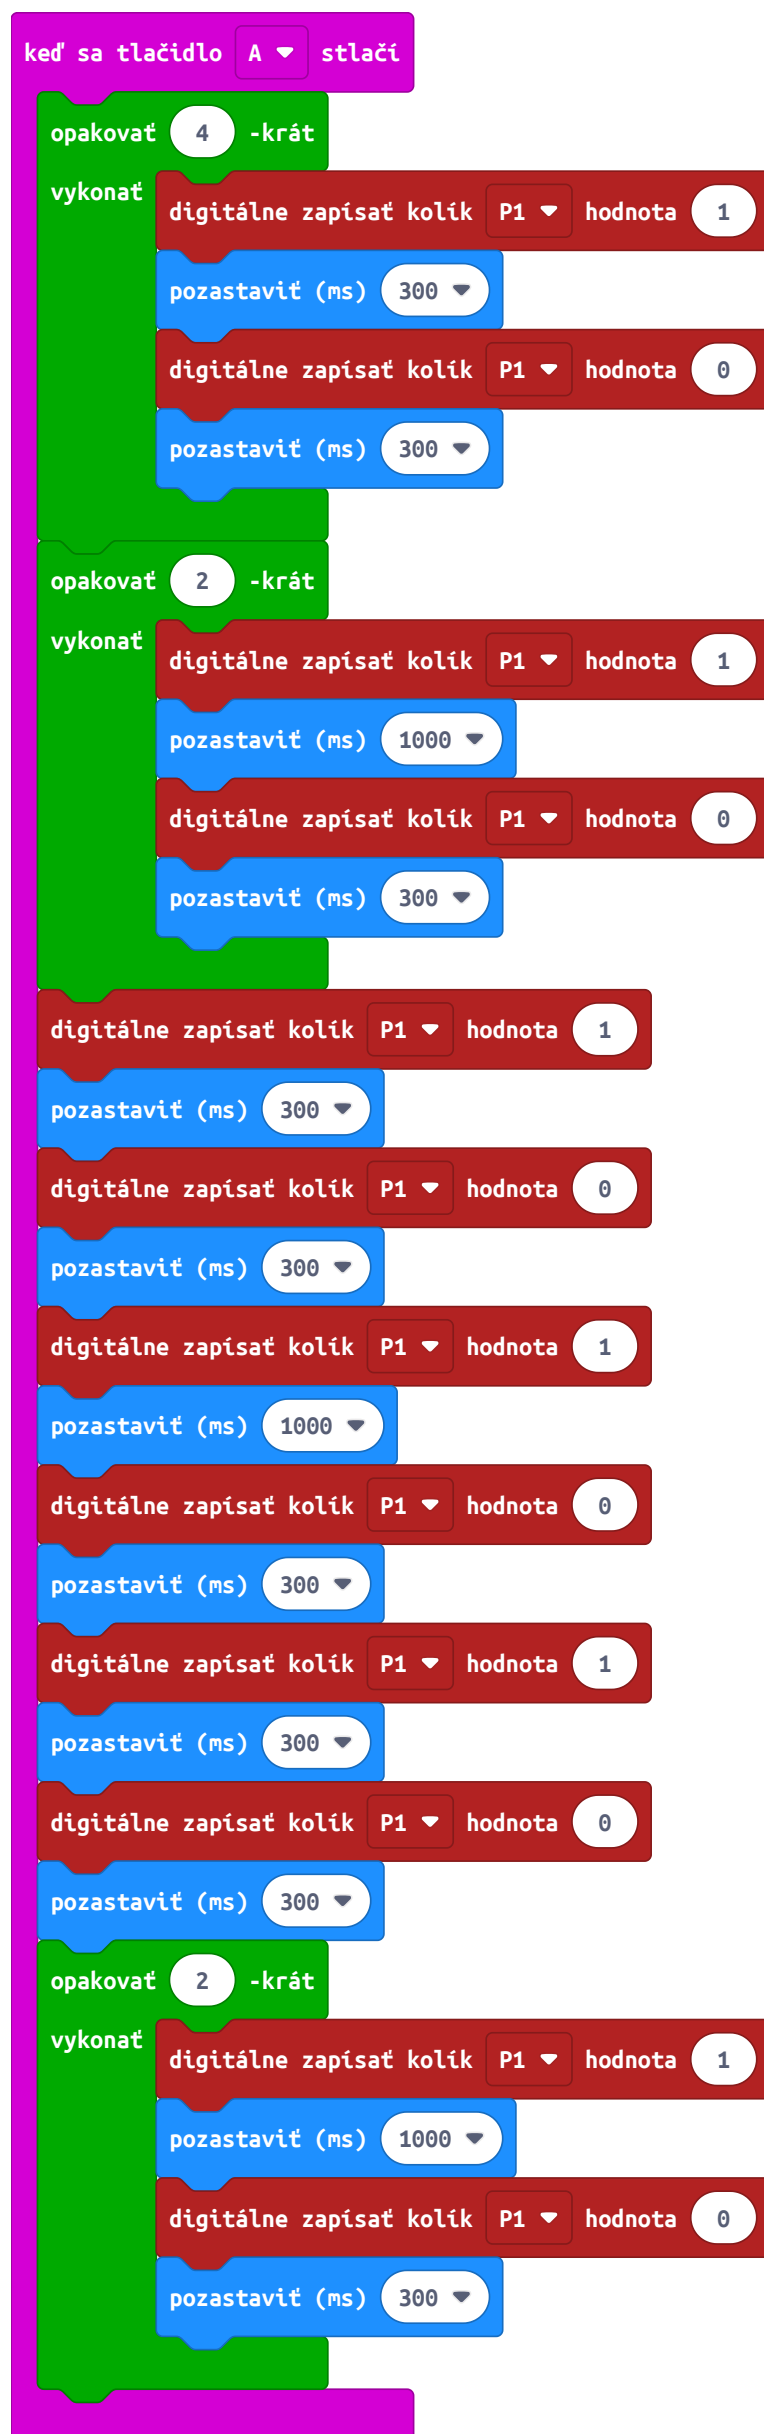 keď sa tlačidlo A stlačí
opakovať 4 -krát
vykonať
digitálne zapísať kolík P1 hodnota 1
pozastaviť (ms) 300
digitálne zapísať kolík P1 hodnota 0
pozastaviť (ms) 300
opakovať 2 -krát
vykonať
digitálne zapísať kolík P1 hodnota 1
pozastaviť (ms) 1000
digitálne zapísať kolík P1 hodnota 0
pozastaviť (ms) 300
digitálne zapísať kolík P1 hodnota 1
pozastaviť (ms) 300
digitálne zapísať kolík P1 hodnota 0
pozastaviť (ms) 300
digitálne zapísať kolík P1 hodnota 1
pozastaviť (ms) 1000
digitálne zapísať kolík P1 hodnota 0
pozastaviť (ms) 300
digitálne zapísať kolík P1 hodnota 1
pozastaviť (ms) 300
digitálne zapísať kolík P1 hodnota 0
pozastaviť (ms) 300
opakovať 2 -krát
vykonať
digitálne zapísať kolík P1 hodnota 1
pozastaviť (ms) 1000
digitálne zapísať kolík P1 hodnota 0
pozastaviť (ms) 300